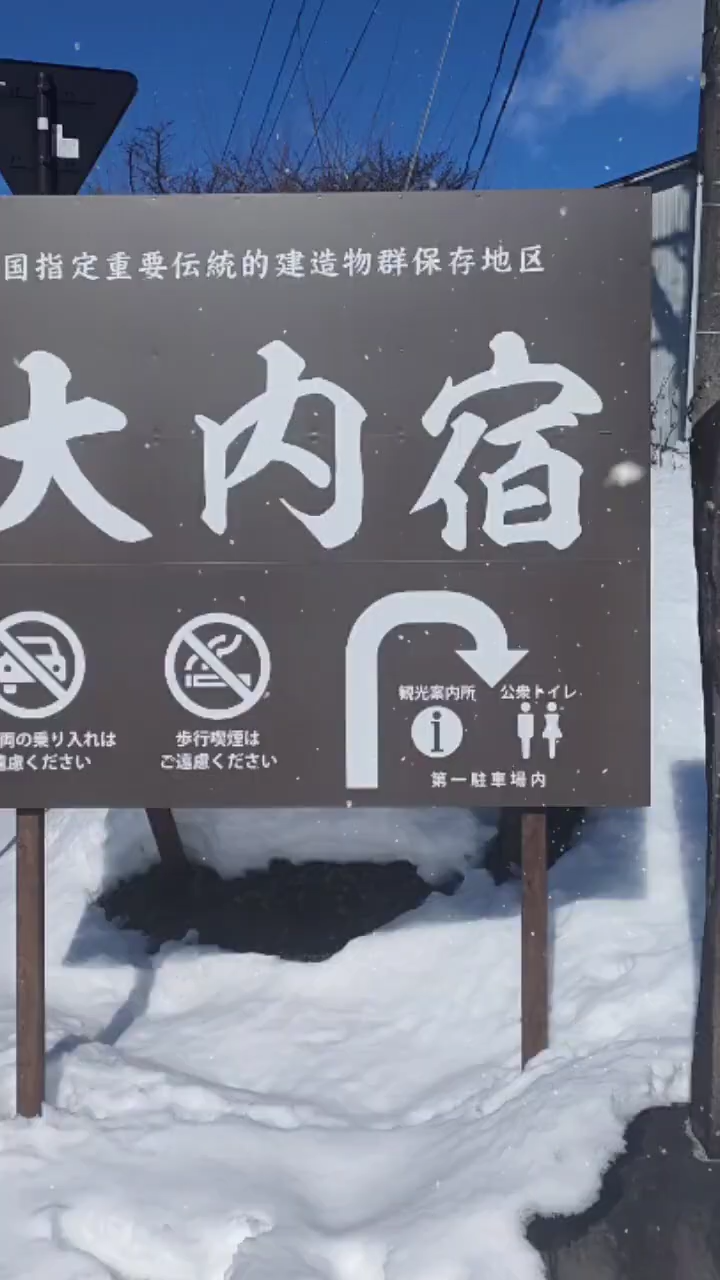 国指定重要伝統的建造物群保存地区
大内宿
両の乗り入れは
遠慮ください
歩行喫煙は
ご遠慮ください
観光案内所
公衆トイレ
i
第一駐車場内